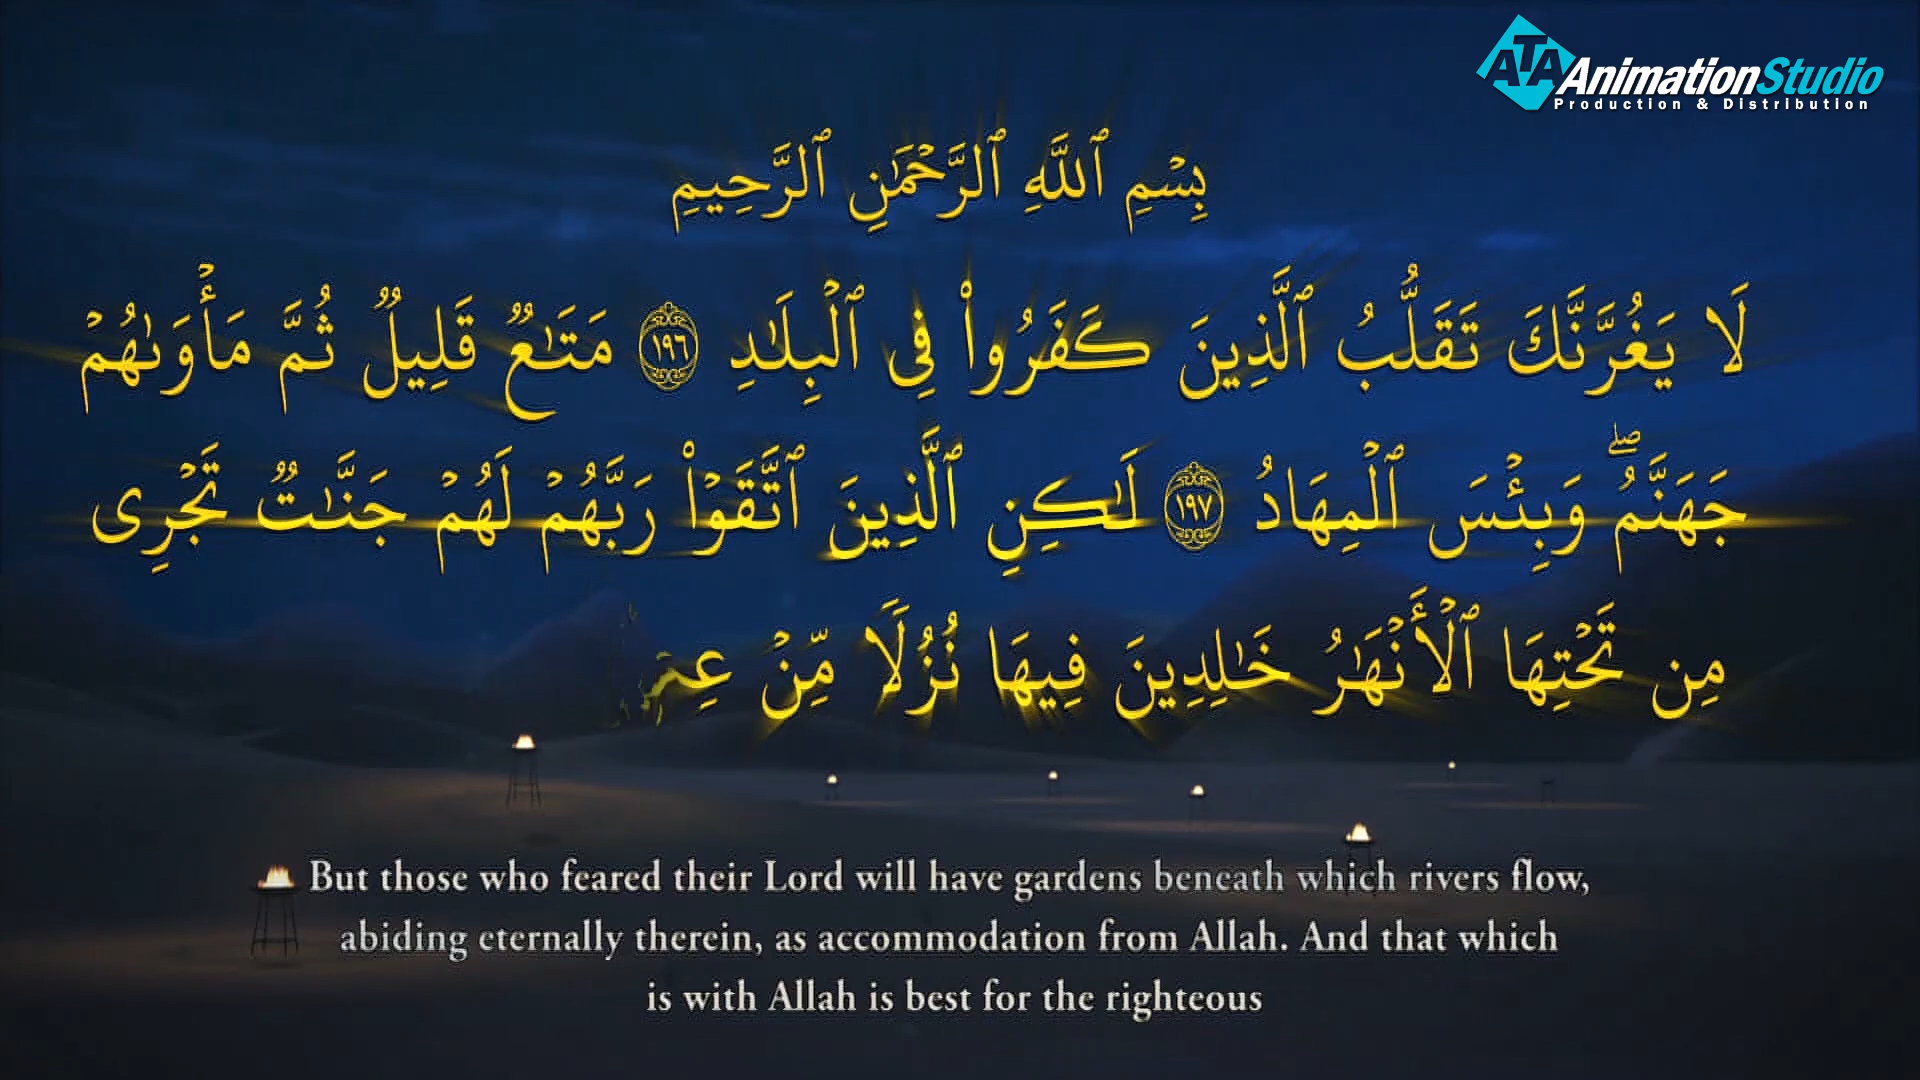 ATA AnimationStudio
Production & Distribution
بِسْمِ ٱللَّهِ ٱلرَّحْمَٰنِ ٱلرَّحِيمِ
لَا يَغُرَّنَّكَ تَقَلُّبُ ٱلَّذِينَ كَفَرُوا۟ فِى ٱلْبِلَٰدِ ١٩٦ مَتَٰعٌ قَلِيلٌ ثُمَّ مَأْوَىٰهُمْ
جَهَنَّمُ ۖ وَبِئْسَ ٱلْمِهَادُ ١٩٧ لَٰكِنِ ٱلَّذِينَ ٱتَّقَوْا۟ رَبَّهُمْ لَهُمْ جَنَّٰتٌ تَجْرِى
مِن تَحْتِهَا ٱلْأَنْهَٰرُ خَٰلِدِينَ فِيهَا نُزُلًا مِّنْ
But those who feared their Lord will have gardens beneath which rivers flow,
abiding eternally therein, as accommodation from Allah. And that which
is with Allah is best for the righteous